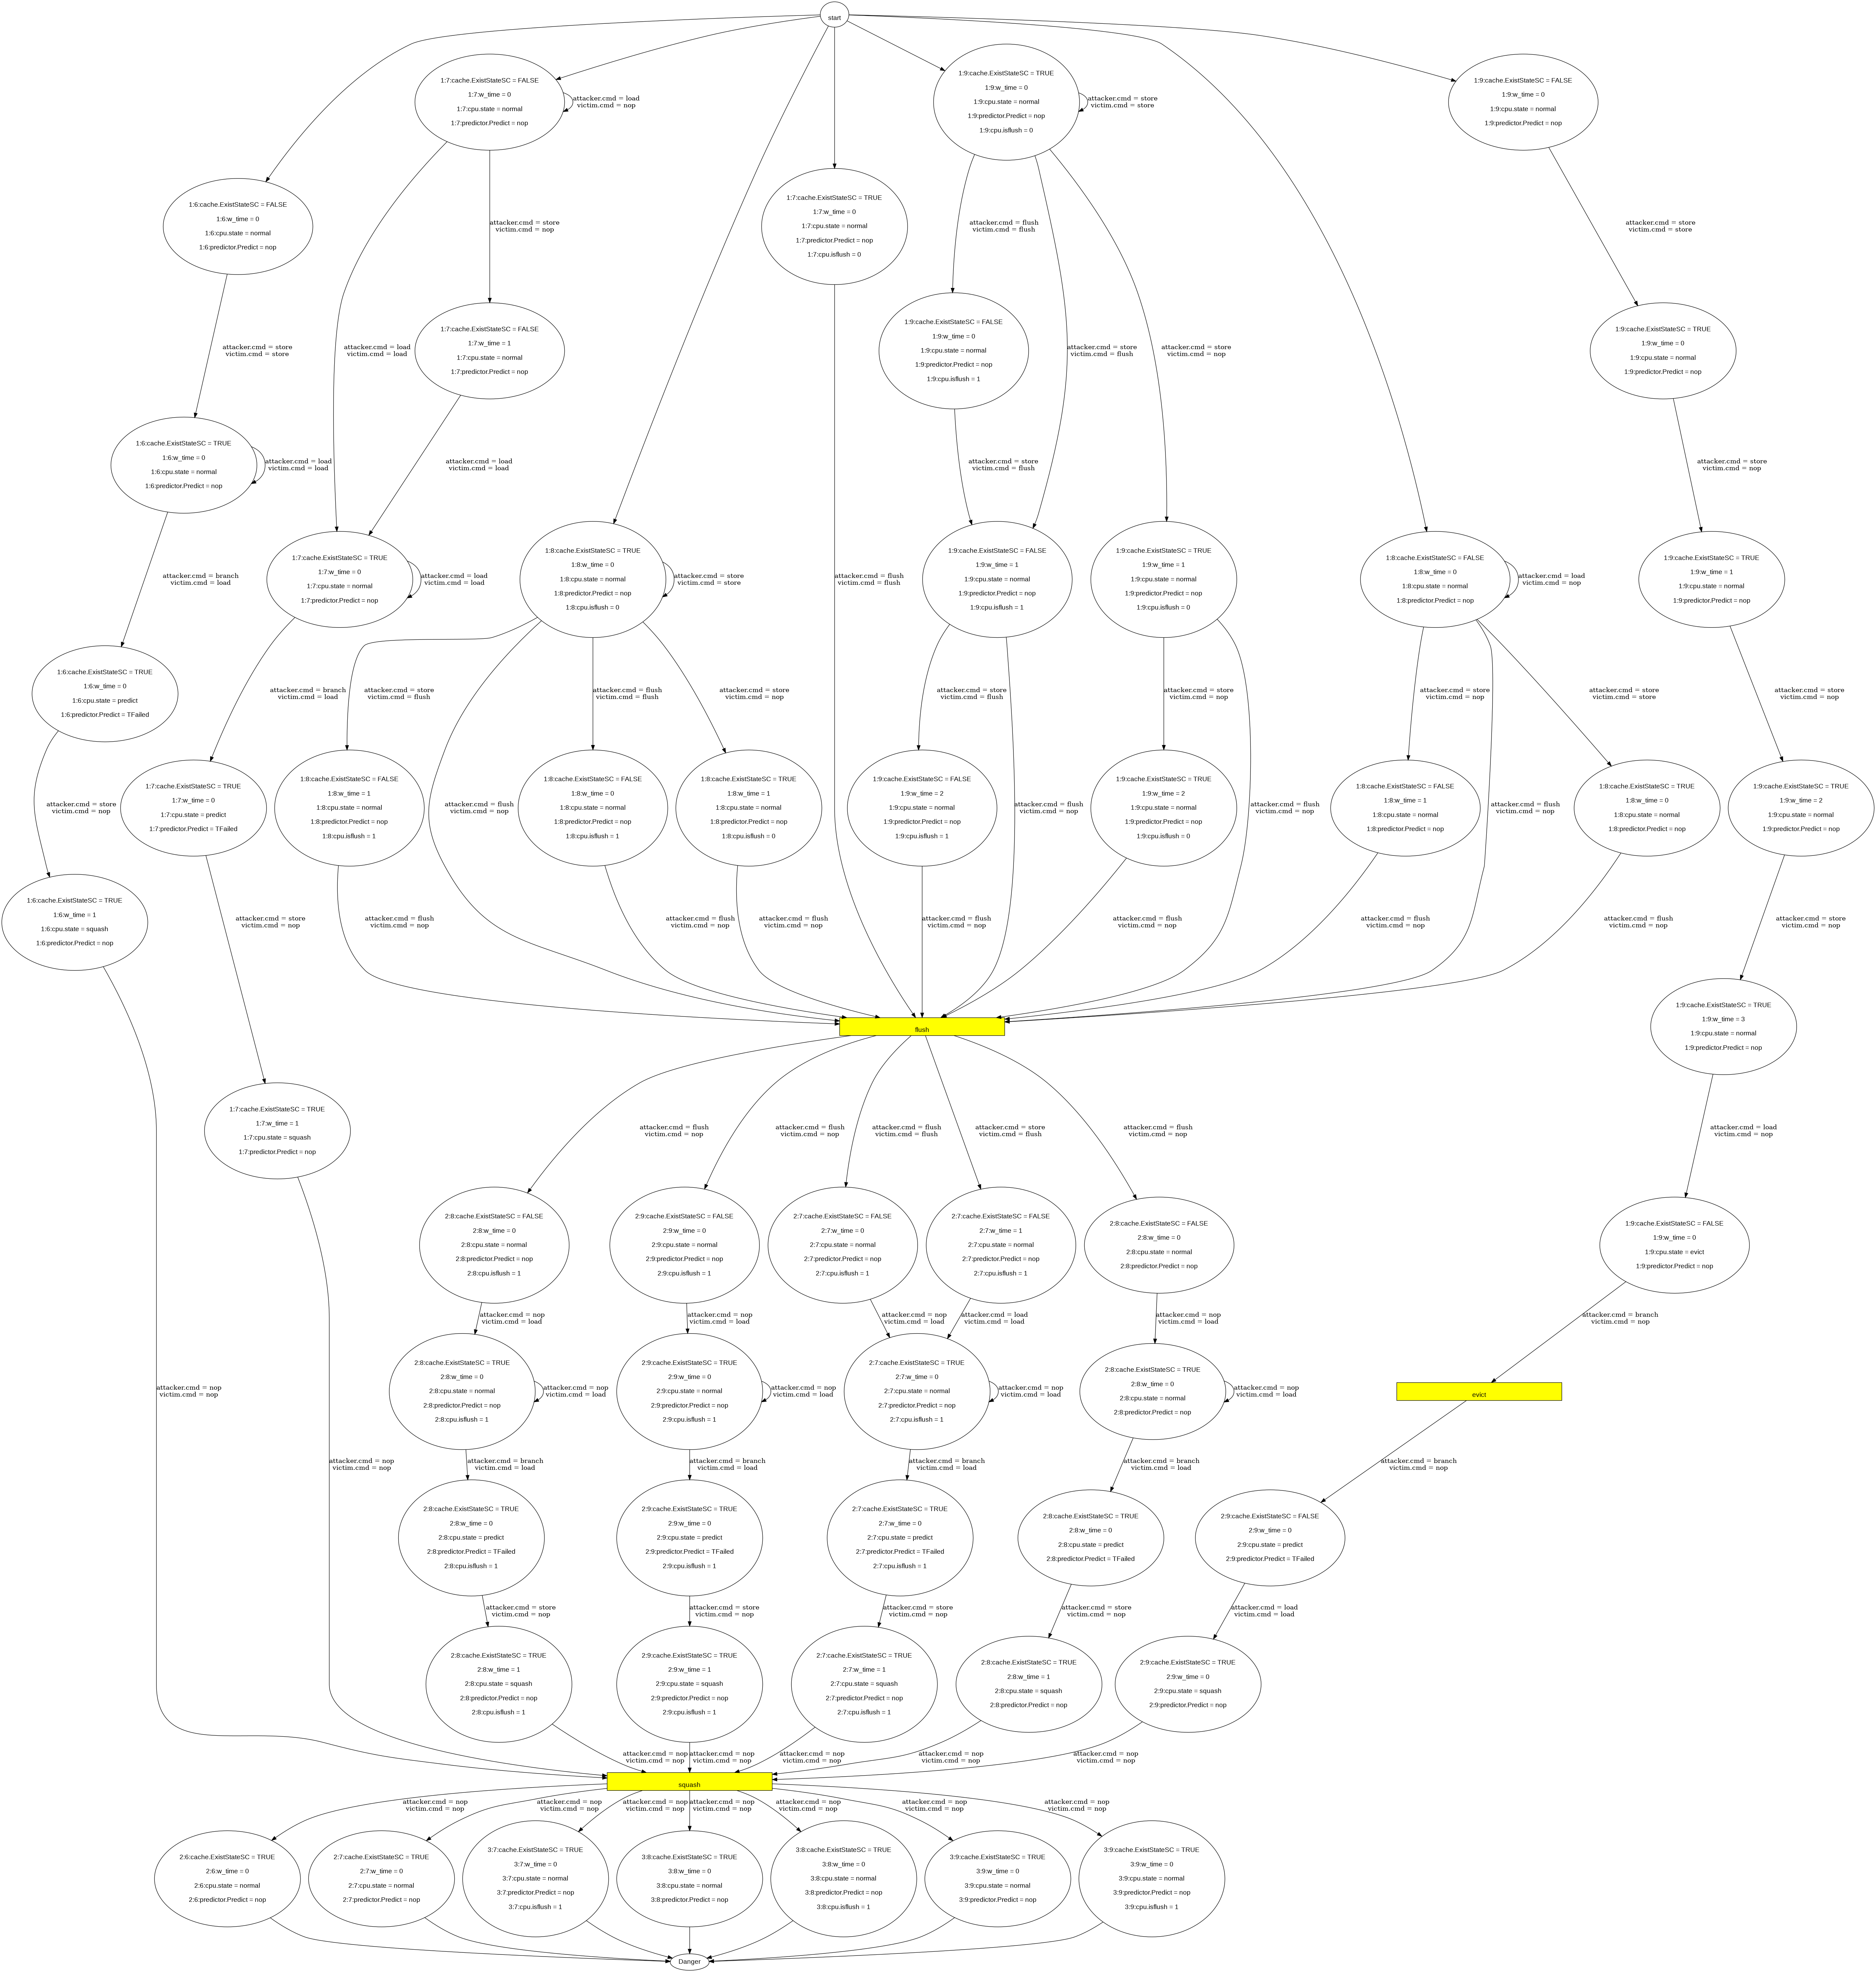 start
1:7:cache.ExistStateSC = FALSE
1:7:w_time = 0
1:7:cpu.state = normal
1:7:predictor.Predict = nop
attacker.cmd = load
victim.cmd = nop
1:9:cache.ExistStateSC = TRUE
1:9:w_time = 0
1:9:cpu.state = normal
1:9:predictor.Predict = nop
1:9:cpu.isflush = 0
attacker.cmd = store
victim.cmd = store
1:9:cache.ExistStateSC = FALSE
1:9:w_time = 0
1:9:cpu.state = normal
1:9:predictor.Predict = nop
1:6:cache.ExistStateSC = FALSE
1:6:w_time = 0
1:6:cpu.state = normal
1:6:predictor.Predict = nop
attacker.cmd = store
victim.cmd = nop
1:7:cache.ExistStateSC = TRUE
1:7:w_time = 0
1:7:cpu.state = normal
1:7:predictor.Predict = nop
1:7:cpu.isflush = 0
attacker.cmd = flush
victim.cmd = flush
attacker.cmd = store
victim.cmd = store
attacker.cmd = store
victim.cmd = store
attacker.cmd = load
victim.cmd = load
1:7:cache.ExistStateSC = FALSE
1:7:w_time = 1
1:7:cpu.state = normal
1:7:predictor.Predict = nop
1:9:cache.ExistStateSC = FALSE
1:9:w_time = 0
1:9:cpu.state = normal
1:9:predictor.Predict = nop
1:9:cpu.isflush = 1
attacker.cmd = store
victim.cmd = flush
attacker.cmd = store
victim.cmd = nop
1:9:cache.ExistStateSC = TRUE
1:9:w_time = 0
1:9:cpu.state = normal
1:9:predictor.Predict = nop
1:6:cache.ExistStateSC = TRUE
1:6:w_time = 0
1:6:cpu.state = normal
1:6:predictor.Predict = nop
attacker.cmd = load
victim.cmd = load
attacker.cmd = load
victim.cmd = load
attacker.cmd = store
victim.cmd = flush
attacker.cmd = store
victim.cmd = nop
attacker.cmd = branch
victim.cmd = load
1:7:cache.ExistStateSC = TRUE
1:7:w_time = 0
1:7:cpu.state = normal
1:7:predictor.Predict = nop
attacker.cmd = load
victim.cmd = load
1:8:cache.ExistStateSC = TRUE
1:8:w_time = 0
1:8:cpu.state = normal
1:8:predictor.Predict = nop
1:8:cpu.isflush = 0
attacker.cmd = store
victim.cmd = store
attacker.cmd = flush
victim.cmd = flush
1:9:cache.ExistStateSC = FALSE
1:9:w_time = 1
1:9:cpu.state = normal
1:9:predictor.Predict = nop
1:9:cpu.isflush = 1
1:9:cache.ExistStateSC = TRUE
1:9:w_time = 1
1:9:cpu.state = normal
1:9:predictor.Predict = nop
1:9:cpu.isflush = 0
1:8:cache.ExistStateSC = FALSE
1:8:w_time = 0
1:8:cpu.state = normal
1:8:predictor.Predict = nop
attacker.cmd = load
victim.cmd = nop
1:9:cache.ExistStateSC = TRUE
1:9:w_time = 1
1:9:cpu.state = normal
1:9:predictor.Predict = nop
1:6:cache.ExistStateSC = TRUE
1:6:w_time = 0
1:6:cpu.state = predict
1:6:predictor.Predict = TFailed
attacker.cmd = branch
victim.cmd = load
attacker.cmd = store
victim.cmd = flush
attacker.cmd = flush
victim.cmd = flush
attacker.cmd = store
victim.cmd = nop
attacker.cmd = store
victim.cmd = flush
attacker.cmd = store
victim.cmd = nop
attacker.cmd = store
victim.cmd = nop
attacker.cmd = store
victim.cmd = store
attacker.cmd = store
victim.cmd = nop
attacker.cmd = store
victim.cmd = nop
1:7:cache.ExistStateSC = TRUE
1:7:w_time = 0
1:7:cpu.state = predict
1:7:predictor.Predict = TFailed
1:8:cache.ExistStateSC = FALSE
1:8:w_time = 1
1:8:cpu.state = normal
1:8:predictor.Predict = nop
1:8:cpu.isflush = 1
attacker.cmd = flush
victim.cmd = nop
1:8:cache.ExistStateSC = FALSE
1:8:w_time = 0
1:8:cpu.state = normal
1:8:predictor.Predict = nop
1:8:cpu.isflush = 1
1:8:cache.ExistStateSC = TRUE
1:8:w_time = 1
1:8:cpu.state = normal
1:8:predictor.Predict = nop
1:8:cpu.isflush = 0
1:9:cache.ExistStateSC = FALSE
1:9:w_time = 2
1:9:cpu.state = normal
1:9:predictor.Predict = nop
1:9:cpu.isflush = 1
attacker.cmd = flush
victim.cmd = nop
1:9:cache.ExistStateSC = TRUE
1:9:w_time = 2
1:9:cpu.state = normal
1:9:predictor.Predict = nop
1:9:cpu.isflush = 0
attacker.cmd = flush
victim.cmd = nop
1:8:cache.ExistStateSC = FALSE
1:8:w_time = 1
1:8:cpu.state = normal
1:8:predictor.Predict = nop
attacker.cmd = flush
victim.cmd = nop
1:8:cache.ExistStateSC = TRUE
1:8:w_time = 0
1:8:cpu.state = normal
1:8:predictor.Predict = nop
1:9:cache.ExistStateSC = TRUE
1:9:w_time = 2
1:9:cpu.state = normal
1:9:predictor.Predict = nop
1:6:cache.ExistStateSC = TRUE
1:6:w_time = 1
1:6:cpu.state = squash
1:6:predictor.Predict = nop
attacker.cmd = store
victim.cmd = nop
attacker.cmd = flush
victim.cmd = nop
attacker.cmd = flush
victim.cmd = nop
attacker.cmd = flush
victim.cmd = nop
attacker.cmd = flush
victim.cmd = nop
attacker.cmd = flush
victim.cmd = nop
attacker.cmd = flush
victim.cmd = nop
attacker.cmd = flush
victim.cmd = nop
attacker.cmd = store
victim.cmd = nop
flush
1:9:cache.ExistStateSC = TRUE
1:9:w_time = 3
1:9:cpu.state = normal
1:9:predictor.Predict = nop
1:7:cache.ExistStateSC = TRUE
1:7:w_time = 1
1:7:cpu.state = squash
1:7:predictor.Predict = nop
attacker.cmd = flush
victim.cmd = nop
attacker.cmd = flush
victim.cmd = nop
attacker.cmd = flush
victim.cmd = flush
attacker.cmd = store
victim.cmd = flush
attacker.cmd = flush
victim.cmd = nop
attacker.cmd = load
victim.cmd = nop
2:8:cache.ExistStateSC = FALSE
2:8:w_time = 0
2:8:cpu.state = normal
2:8:predictor.Predict = nop
2:8:cpu.isflush = 1
2:9:cache.ExistStateSC = FALSE
2:9:w_time = 0
2:9:cpu.state = normal
2:9:predictor.Predict = nop
2:9:cpu.isflush = 1
2:7:cache.ExistStateSC = FALSE
2:7:w_time = 0
2:7:cpu.state = normal
2:7:predictor.Predict = nop
2:7:cpu.isflush = 1
2:7:cache.ExistStateSC = FALSE
2:7:w_time = 1
2:7:cpu.state = normal
2:7:predictor.Predict = nop
2:7:cpu.isflush = 1
2:8:cache.ExistStateSC = FALSE
2:8:w_time = 0
2:8:cpu.state = normal
2:8:predictor.Predict = nop
1:9:cache.ExistStateSC = FALSE
1:9:w_time = 0
1:9:cpu.state = evict
1:9:predictor.Predict = nop
attacker.cmd = nop
victim.cmd = load
attacker.cmd = nop
victim.cmd = load
attacker.cmd = nop
victim.cmd = load
attacker.cmd = load
victim.cmd = load
attacker.cmd = nop
victim.cmd = load
attacker.cmd = branch
victim.cmd = nop
attacker.cmd = nop
victim.cmd = nop
2:8:cache.ExistStateSC = TRUE
2:8:w_time = 0
2:8:cpu.state = normal
2:8:predictor.Predict = nop
2:8:cpu.isflush = 1
attacker.cmd = nop
victim.cmd = load
2:9:cache.ExistStateSC = TRUE
2:9:w_time = 0
2:9:cpu.state = normal
2:9:predictor.Predict = nop
2:9:cpu.isflush = 1
attacker.cmd = nop
victim.cmd = load
2:7:cache.ExistStateSC = TRUE
2:7:w_time = 0
2:7:cpu.state = normal
2:7:predictor.Predict = nop
2:7:cpu.isflush = 1
attacker.cmd = nop
victim.cmd = load
2:8:cache.ExistStateSC = TRUE
2:8:w_time = 0
2:8:cpu.state = normal
2:8:predictor.Predict = nop
attacker.cmd = nop
victim.cmd = load
evict
attacker.cmd = nop
victim.cmd = nop
attacker.cmd = branch
victim.cmd = load
attacker.cmd = branch
victim.cmd = load
attacker.cmd = branch
victim.cmd = load
attacker.cmd = branch
victim.cmd = load
attacker.cmd = branch
victim.cmd = nop
2:8:cache.ExistStateSC = TRUE
2:8:w_time = 0
2:8:cpu.state = predict
2:8:predictor.Predict = TFailed
2:8:cpu.isflush = 1
2:9:cache.ExistStateSC = TRUE
2:9:w_time = 0
2:9:cpu.state = predict
2:9:predictor.Predict = TFailed
2:9:cpu.isflush = 1
2:7:cache.ExistStateSC = TRUE
2:7:w_time = 0
2:7:cpu.state = predict
2:7:predictor.Predict = TFailed
2:7:cpu.isflush = 1
2:8:cache.ExistStateSC = TRUE
2:8:w_time = 0
2:8:cpu.state = predict
2:8:predictor.Predict = TFailed
2:9:cache.ExistStateSC = FALSE
2:9:w_time = 0
2:9:cpu.state = predict
2:9:predictor.Predict = TFailed
attacker.cmd = store
victim.cmd = nop
attacker.cmd = store
victim.cmd = nop
attacker.cmd = store
victim.cmd = nop
attacker.cmd = store
victim.cmd = nop
attacker.cmd = load
victim.cmd = load
2:8:cache.ExistStateSC = TRUE
2:8:w_time = 1
2:8:cpu.state = squash
2:8:predictor.Predict = nop
2:8:cpu.isflush = 1
2:9:cache.ExistStateSC = TRUE
2:9:w_time = 1
2:9:cpu.state = squash
2:9:predictor.Predict = nop
2:9:cpu.isflush = 1
2:7:cache.ExistStateSC = TRUE
2:7:w_time = 1
2:7:cpu.state = squash
2:7:predictor.Predict = nop
2:7:cpu.isflush = 1
2:8:cache.ExistStateSC = TRUE
2:8:w_time = 1
2:8:cpu.state = squash
2:8:predictor.Predict = nop
2:9:cache.ExistStateSC = TRUE
2:9:w_time = 0
2:9:cpu.state = squash
2:9:predictor.Predict = nop
attacker.cmd = nop
victim.cmd = nop
attacker.cmd = nop
victim.cmd = nop
attacker.cmd = nop
victim.cmd = nop
attacker.cmd = nop
victim.cmd = nop
attacker.cmd = nop
victim.cmd = nop
squash
attacker.cmd = nop
victim.cmd = nop
attacker.cmd = nop
victim.cmd = nop
attacker.cmd = nop
victim.cmd = nop
attacker.cmd = nop
victim.cmd = nop
attacker.cmd = nop
victim.cmd = nop
attacker.cmd = nop
victim.cmd = nop
attacker.cmd = nop
victim.cmd = nop
2:6:cache.ExistStateSC = TRUE
2:6:w_time = 0
2:6:cpu.state = normal
2:6:predictor.Predict = nop
2:7:cache.ExistStateSC = TRUE
2:7:w_time = 0
2:7:cpu.state = normal
2:7:predictor.Predict = nop
3:7:cache.ExistStateSC = TRUE
3:7:w_time = 0
3:7:cpu.state = normal
3:7:predictor.Predict = nop
3:7:cpu.isflush = 1
3:8:cache.ExistStateSC = TRUE
3:8:w_time = 0
3:8:cpu.state = normal
3:8:predictor.Predict = nop
3:8:cache.ExistStateSC = TRUE
3:8:w_time = 0
3:8:cpu.state = normal
3:8:predictor.Predict = nop
3:8:cpu.isflush = 1
3:9:cache.ExistStateSC = TRUE
3:9:w_time = 0
3:9:cpu.state = normal
3:9:predictor.Predict = nop
3:9:cache.ExistStateSC = TRUE
3:9:w_time = 0
3:9:cpu.state = normal
3:9:predictor.Predict = nop
3:9:cpu.isflush = 1
Danger